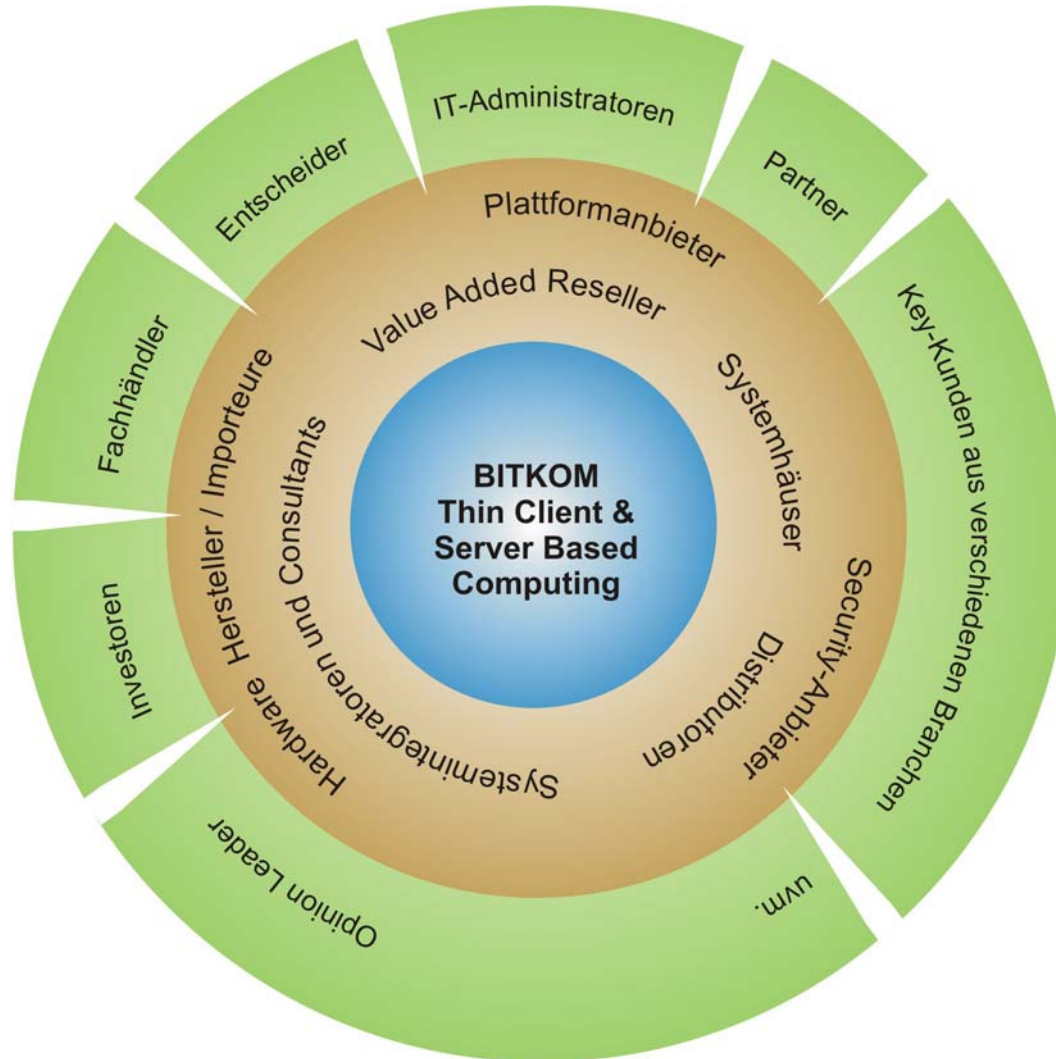 IT-Administratoren
Partner
Key-Kunden aus verschiedenen Branchen
uvm.
Opinion Leader
Investoren
Fachhändler
Entscheider
Plattformanbieter
Value Added Reseller
Systemhäuser
Security-Anbieter
Distributoren
Systemintegratoren und Consultants
Hardware Hersteller / Importeure
BITKOM
Thin Client &
Server Based
Computing